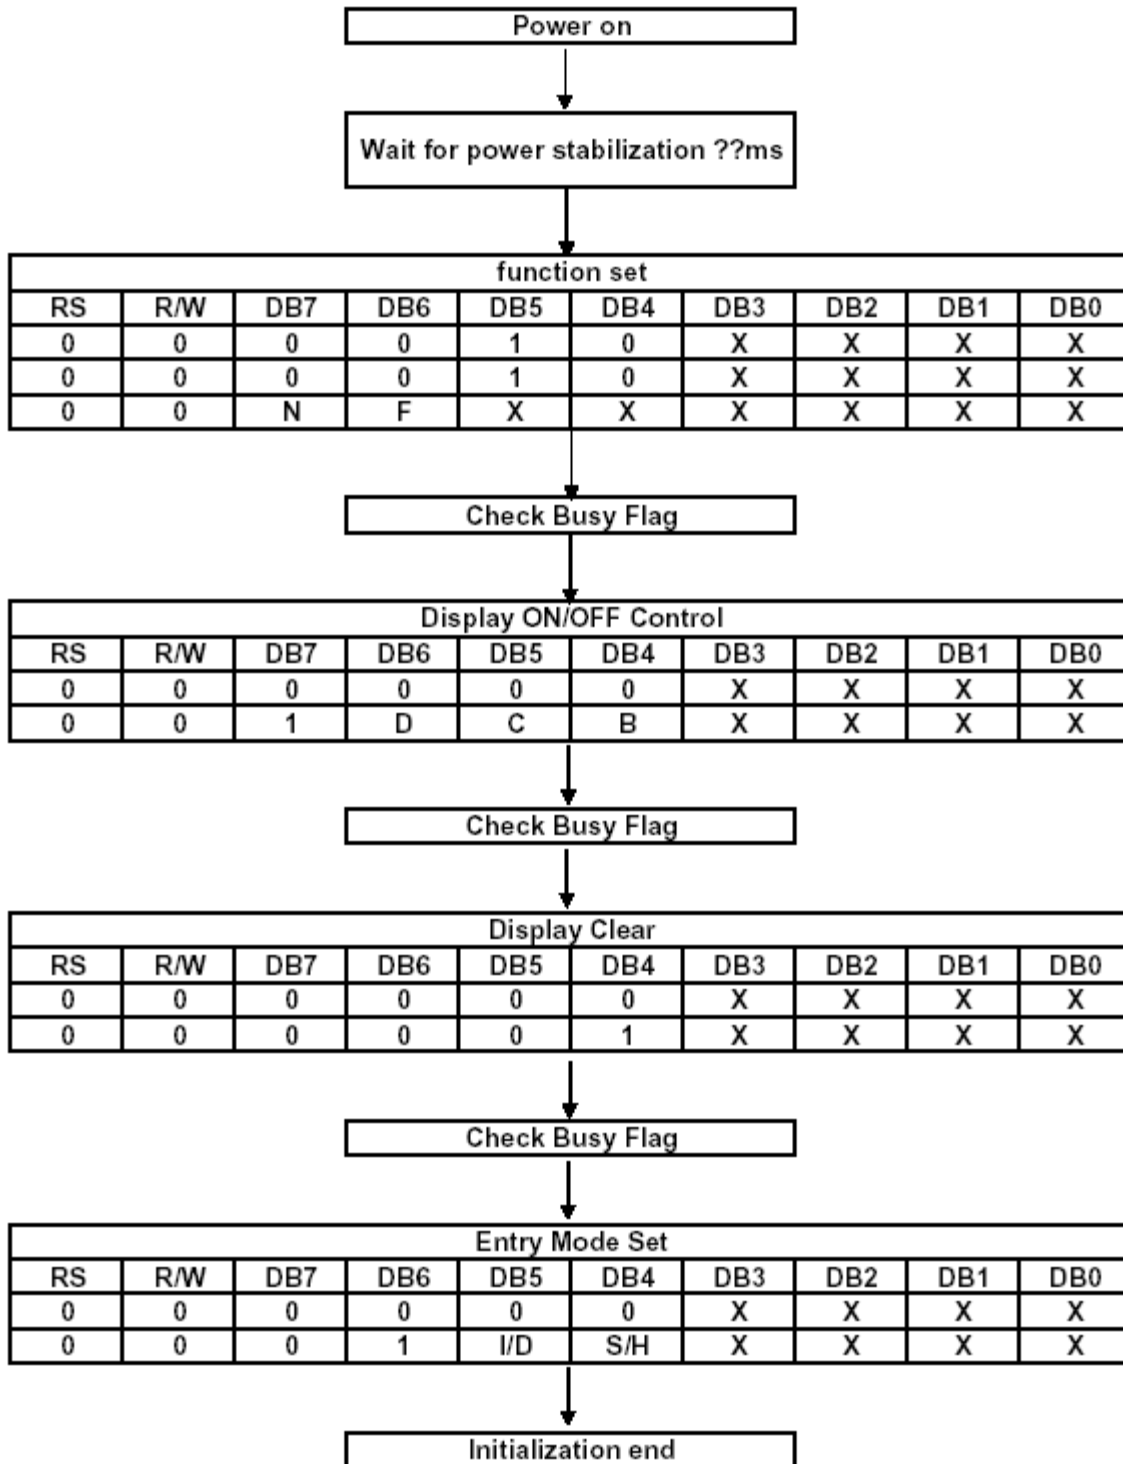 Power on
Wait for power stabilization ??ms
function set
RS R/W DB7 DB6 DB5 DB4 DB3 DB2 DB1 DB0
0 0 0 0 1 0 X X X X
0 0 0 0 1 0 X X X X
0 0 N F X X X X X X
Check Busy Flag
Display ON/OFF Control
RS R/W DB7 DB6 DB5 DB4 DB3 DB2 DB1 DB0
0 0 0 0 0 0 X X X X
0 0 1 D C B X X X X
Check Busy Flag
Display Clear
RS R/W DB7 DB6 DB5 DB4 DB3 DB2 DB1 DB0
0 0 0 0 0 0 X X X X
0 0 0 0 0 1 X X X X
Check Busy Flag
Entry Mode Set
RS R/W DB7 DB6 DB5 DB4 DB3 DB2 DB1 DB0
0 0 0 0 0 0 X X X X
0 0 0 1 I/D S/H X X X X
Initialization end